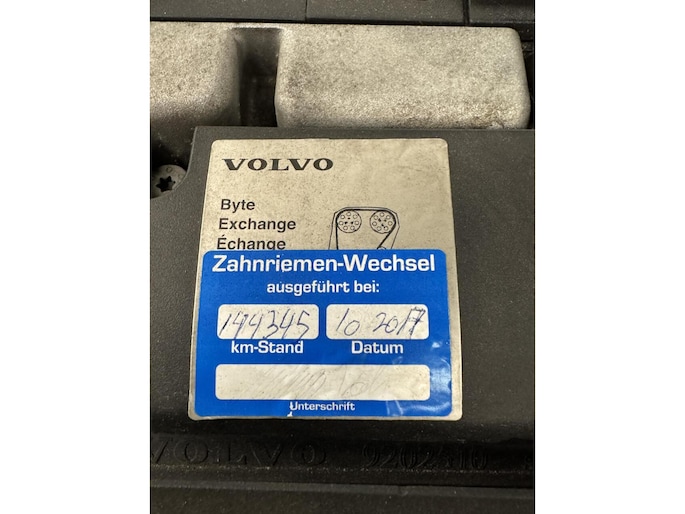 VOLVO
Byte
Exchange
Échange
Zahnriemen-Wechsel
ausgeführt bei:
144345 10 2017
km-Stand Datum
Unterschrift
VOLVO